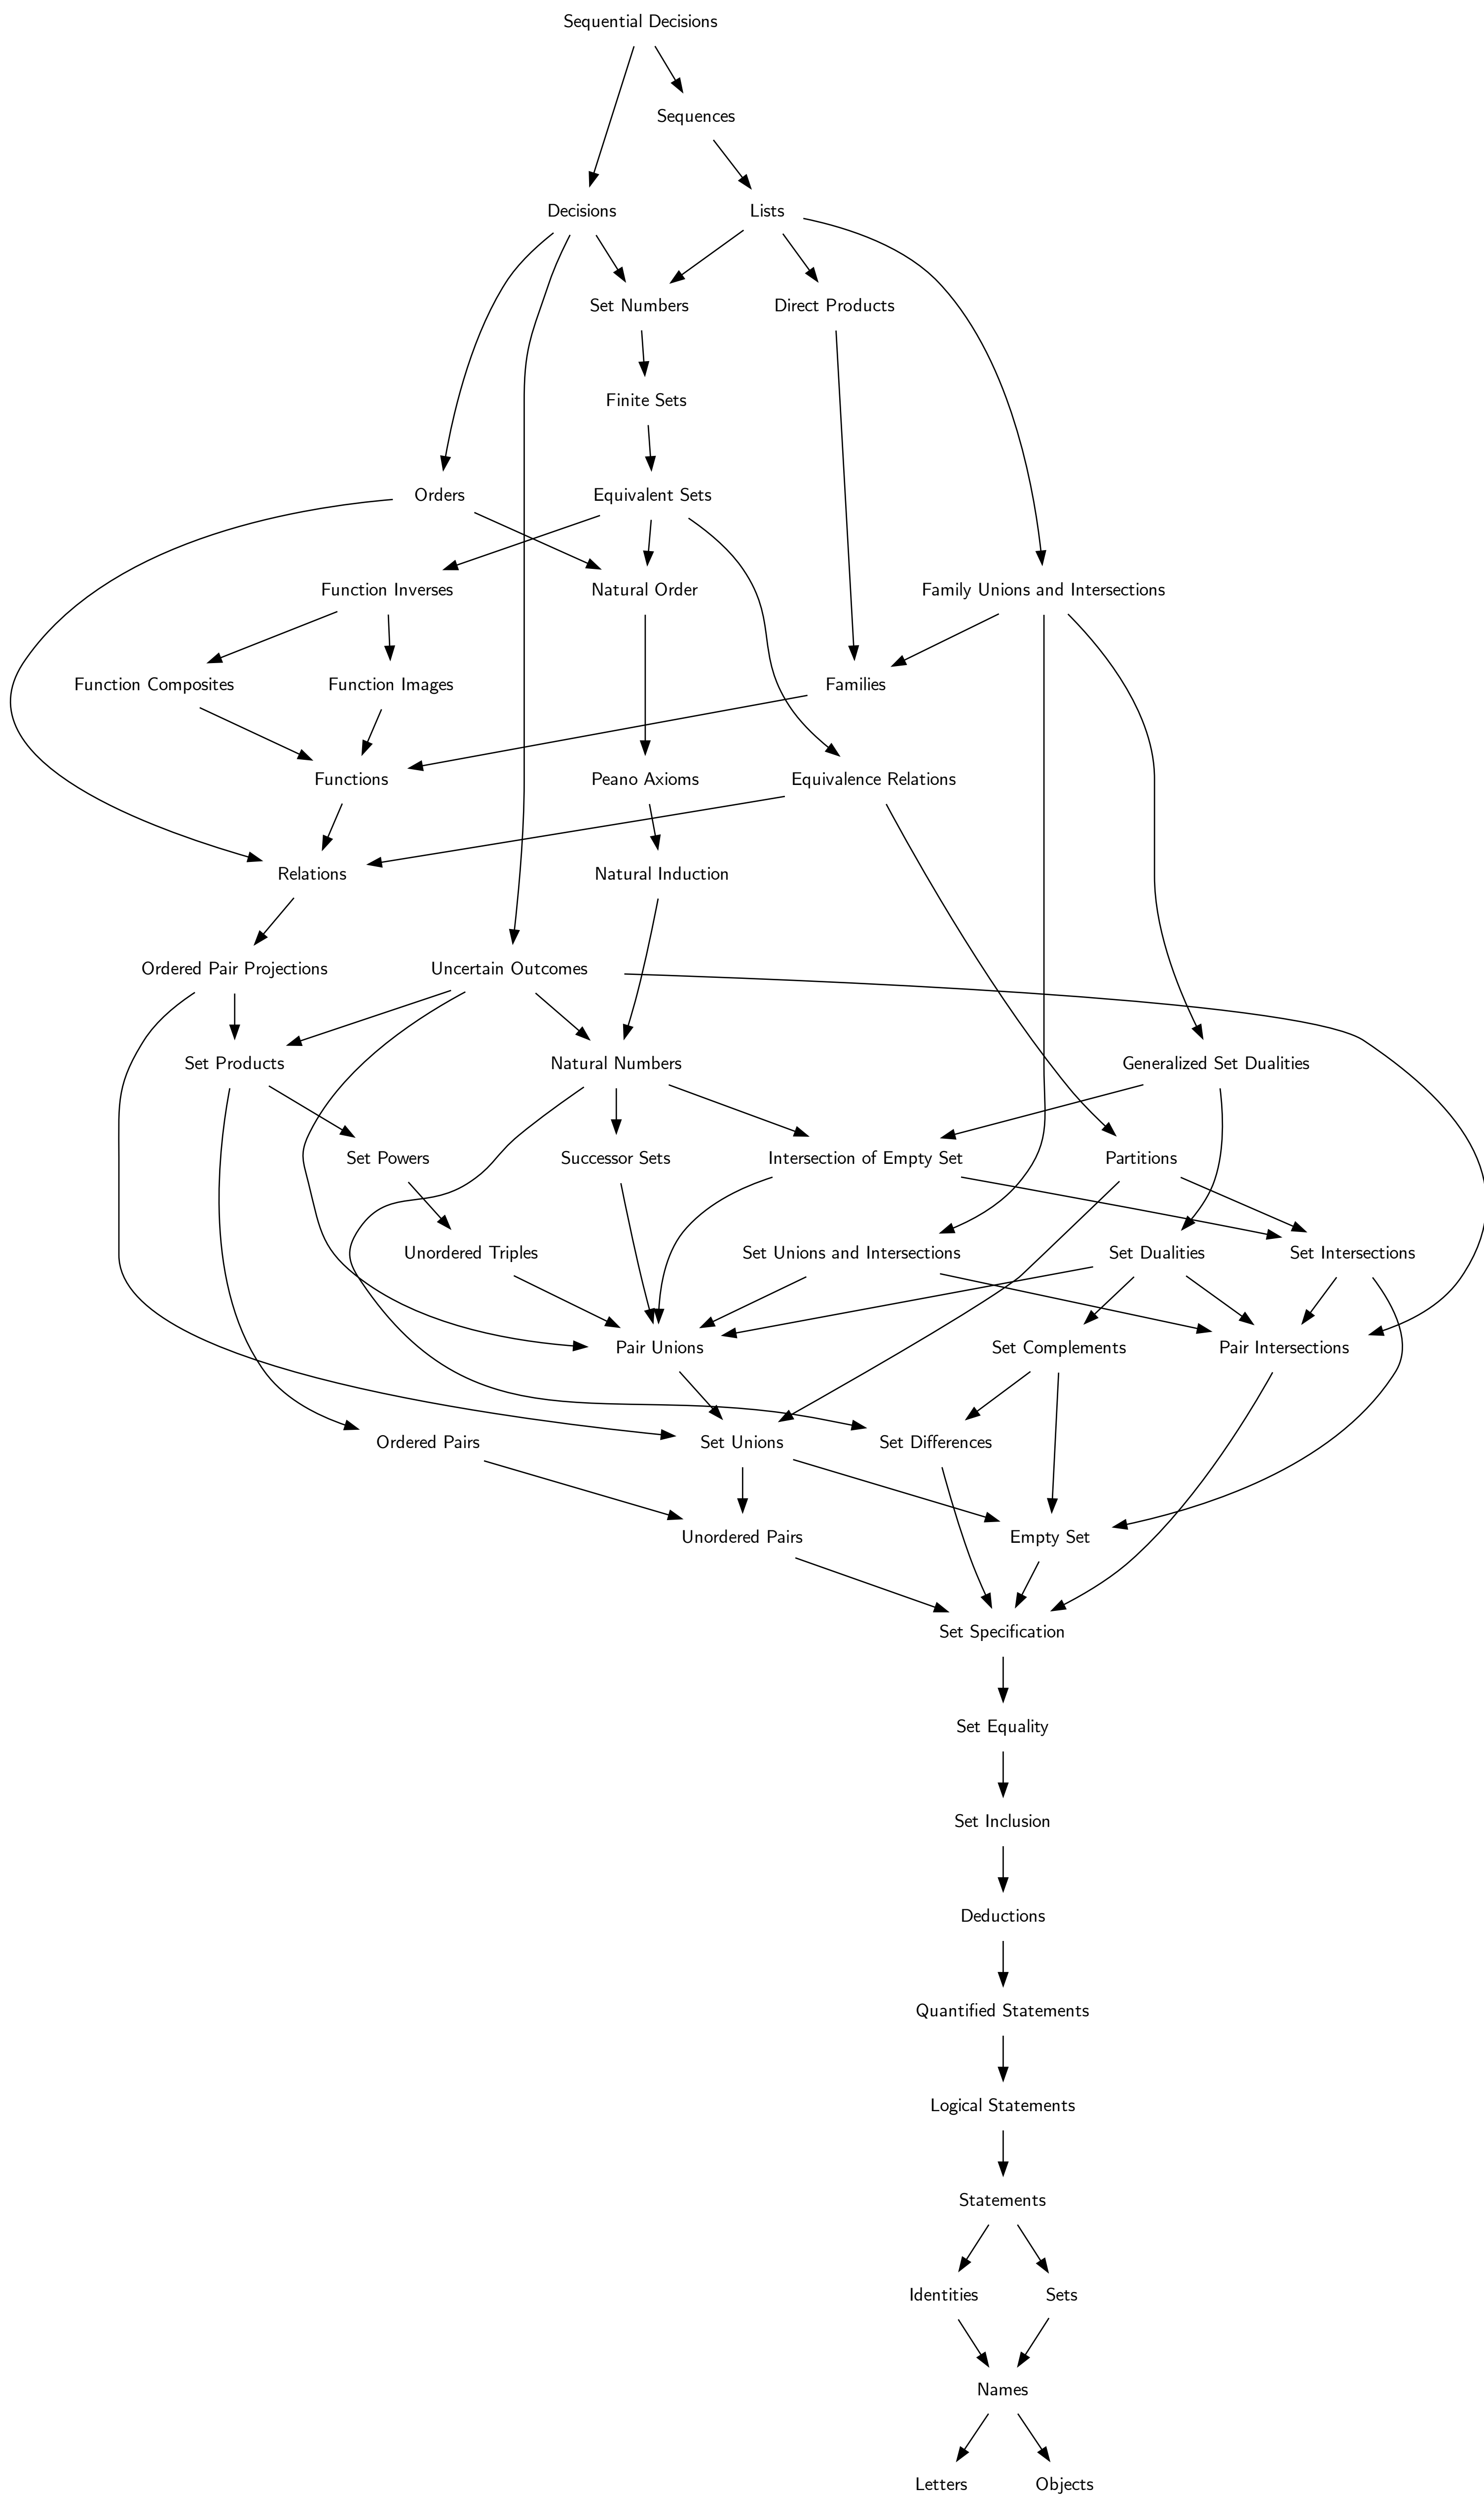 Sequential Decisions
Sequences
Decisions
Lists
Set Numbers
Direct Products
Finite Sets
Orders
Equivalent Sets
Function Inverses
Natural Order
Family Unions and Intersections
Function Composites
Function Images
Families
Functions
Peano Axioms
Equivalence Relations
Relations
Natural Induction
Ordered Pair Projections
Uncertain Outcomes
Set Products
Natural Numbers
Generalized Set Dualities
Set Powers
Successor Sets
Intersection of Empty Set
Partitions
Unordered Triples
Set Unions and Intersections
Set Dualities
Set Intersections
Pair Unions
Set Complements
Pair Intersections
Ordered Pairs
Set Unions
Set Differences
Unordered Pairs
Empty Set
Set Specification
Set Equality
Set Inclusion
Deductions
Quantified Statements
Logical Statements
Statements
Identities
Sets
Names
Letters
Objects